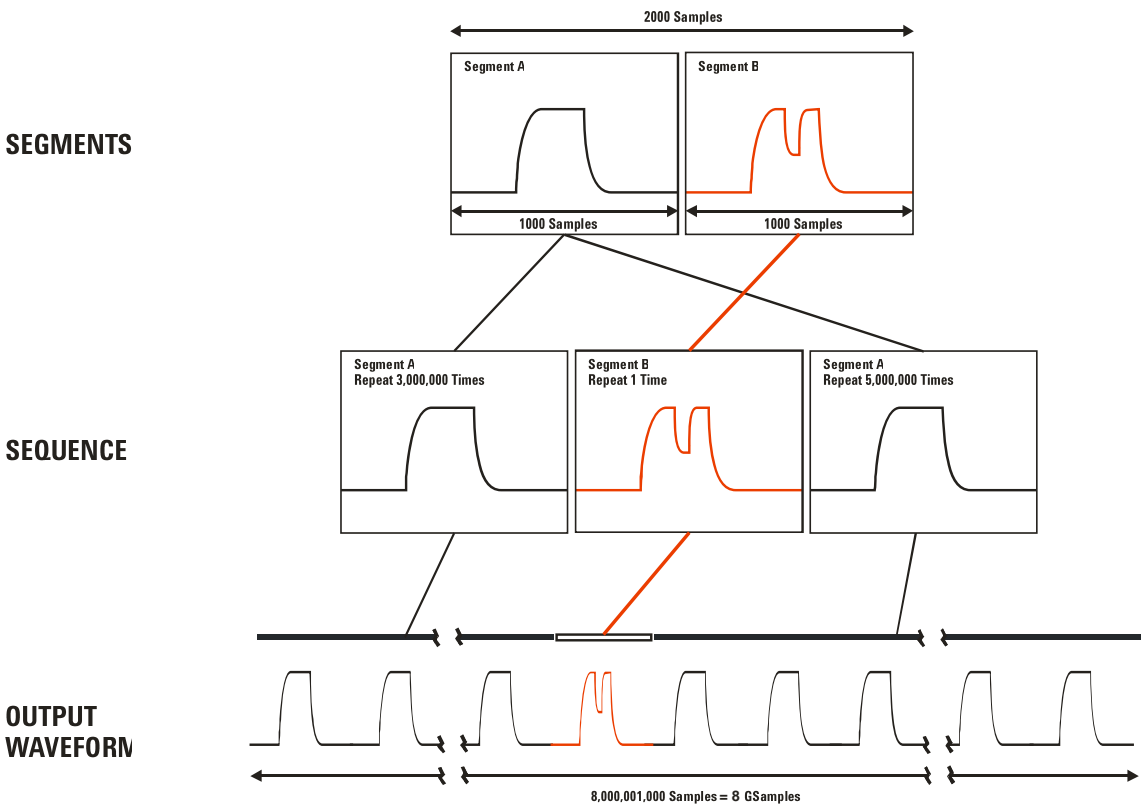 2000 Samples
Segment A
Segment B
SEGMENTS
1000 Samples
1000 Samples
Segment A
Repeat 3,000,000 Times
Segment B
Repeat 1 Time
Segment A
Repeat 5,000,000 Times
SEQUENCE
OUTPUT
WAVEFORM
8,000,001,000 Samples = 8 GSamples